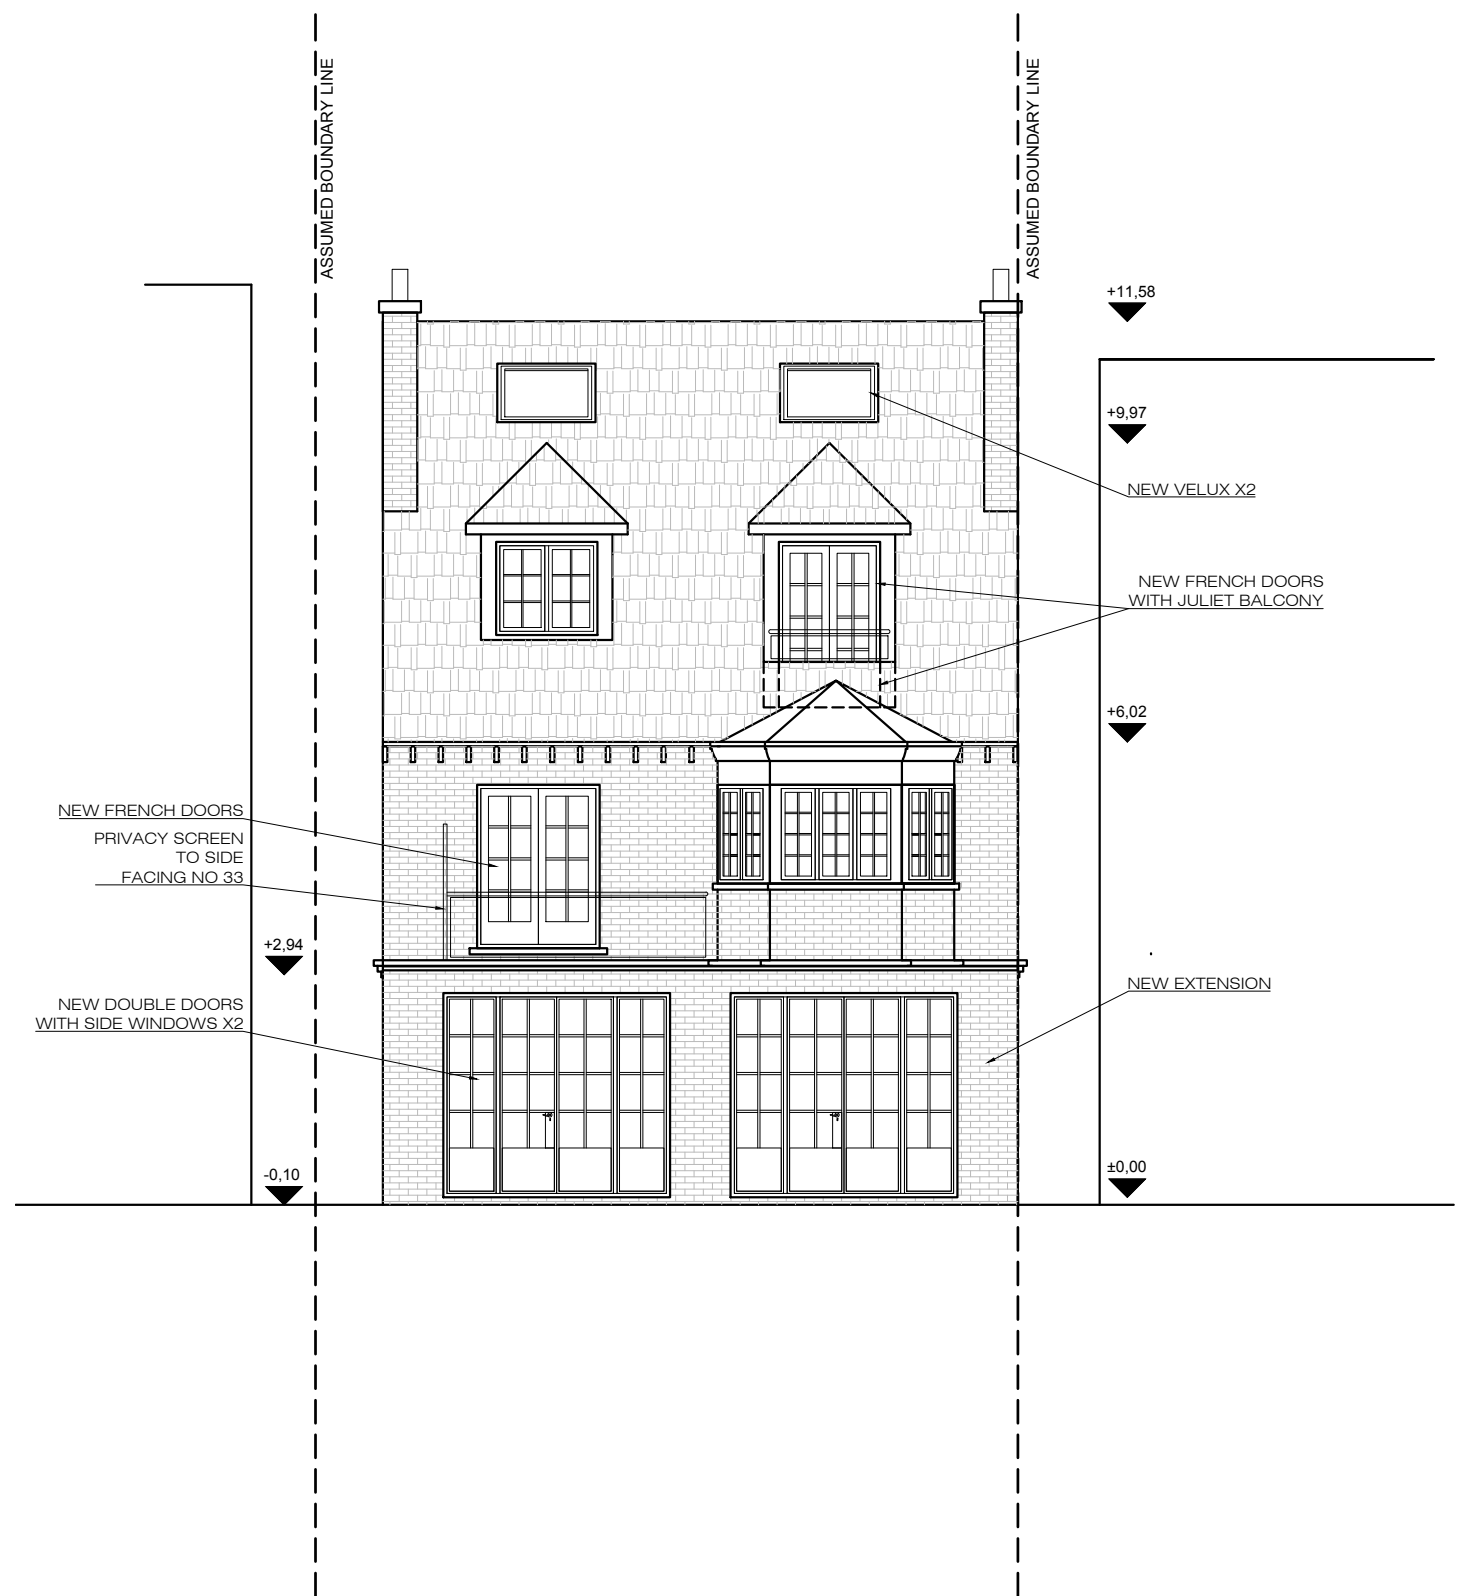 ASSUMED BOUNDARY LINE
ASSUMED BOUNDARY LINE
+11,58
+9,97
NEW VELUX X2
NEW FRENCH DOORS
WITH JULIET BALCONY
+6,02
NEW FRENCH DOORS
PRIVACY SCREEN
TO SIDE
FACING NO 33
+2,94
NEW EXTENSION
NEW DOUBLE DOORS
WITH SIDE WINDOWS X2
-0,10
±0,00